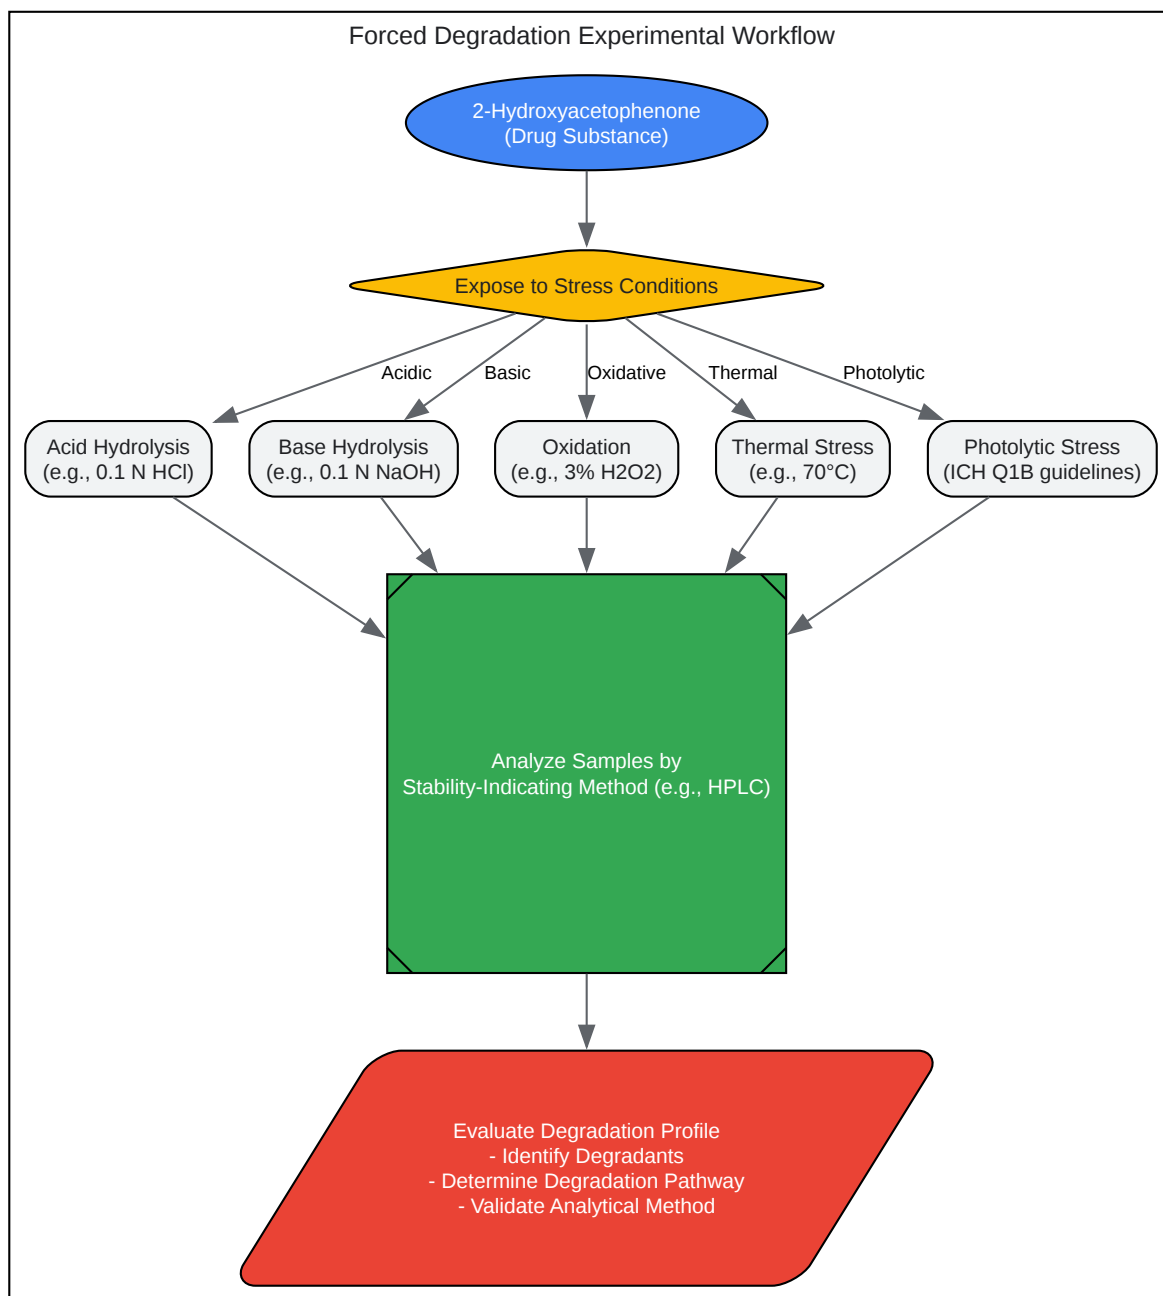 Forced Degradation Experimental Workflow
2-Hydroxyacetophenone
(Drug Substance)
Expose to Stress Conditions
Acidic
Basic
Oxidative
Thermal
Photolytic
Acid Hydrolysis
(e.g., 0.1 N HCl)
Base Hydrolysis
(e.g., 0.1 N NaOH)
Oxidation
(e.g., 3% H2O2)
Thermal Stress
(e.g., 70°C)
Photolytic Stress
(ICH Q1B guidelines)
Analyze Samples by
Stability-Indicating Method (e.g., HPLC)
Evaluate Degradation Profile
- Identify Degradants
- Determine Degradation Pathway
- Validate Analytical Method